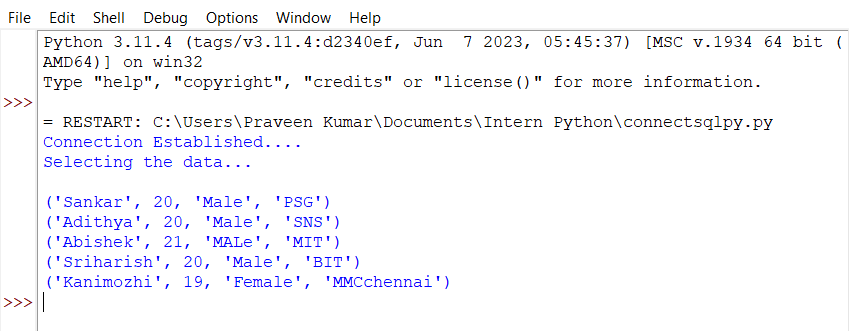 File Edit Shell Debug Options Window Help
Python 3.11.4 (tags/v3.11.4:d2340ef, Jun  7 2023, 05:45:37) [MSC v.1934 64 bit (
AMD64)] on win32
Type "help", "copyright", "credits" or "license()" for more information.
>>>
= RESTART: C:\Users\Praveen Kumar\Documents\Intern Python\connectsqlpy.py
Connection Established....
Selecting the data...
('Sankar', 20, 'Male', 'PSG')
('Adithya', 20, 'Male', 'SNS')
('Abishek', 21, 'MALe', 'MIT')
('Sriharish', 20, 'Male', 'BIT')
('Kanimozhi', 19, 'Female', 'MMCchennai')
>>>